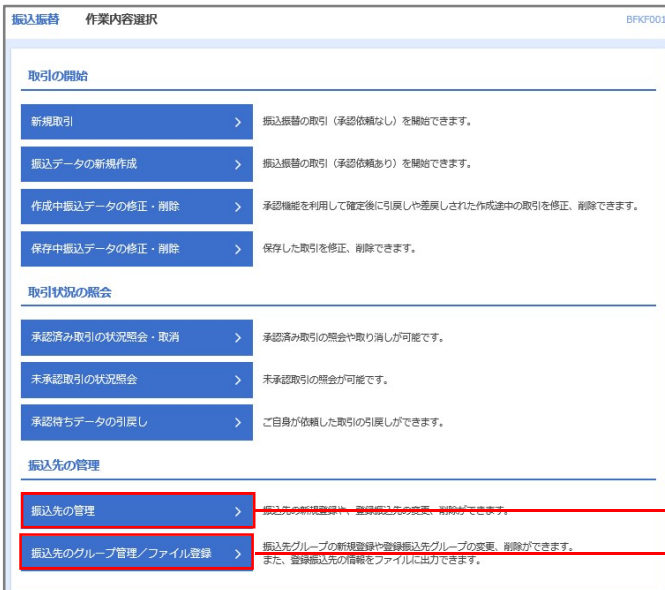 振込振替 作業内容選択 BFKF001
取引の開始
新規取引 > 振込振替の取引（承認依頼なし）を開始できます。
振込データの新規作成 > 振込振替の取引（承認依頼あり）を開始できます。
作成中振込データの修正・削除 > 承認機能を利用して確定後に引戻しや差戻しされた作成途中の取引を修正、削除できます。
保存中振込データの修正・削除 > 保存した取引を修正、削除できます。
取引状況の照会
承認済み取引の状況照会・取消 > 承認済み取引の照会や取り消しが可能です。
未承認取引の状況照会 > 未承認取引の照会が可能です。
承認待ちデータの引戻し > ご自身が依頼した取引の引戻しができます。
振込先の管理
振込先の管理 > 振込先の新規登録や、登録振込先の変更、削除ができます。
振込先のグループ管理／ファイル登録 > 振込先グループの新規登録や登録振込先グループの変更、削除ができます。
また、登録振込先の情報をファイルに出力できます。